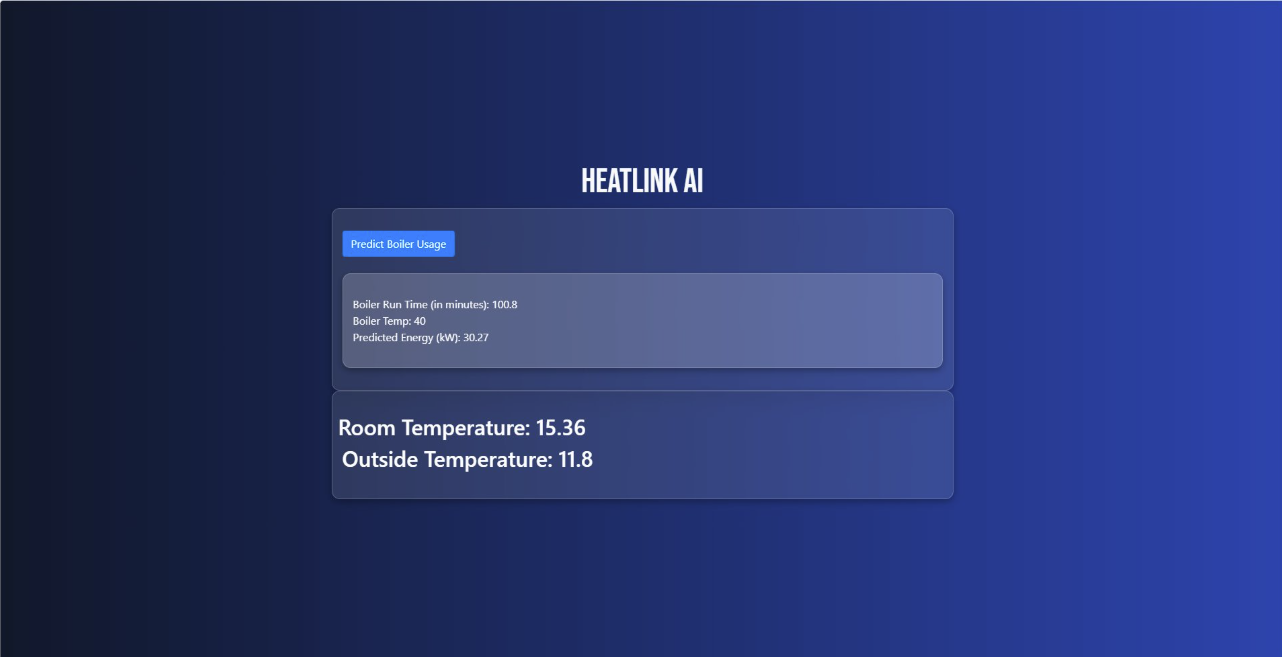 HEATLINK AI
Predict Boiler Usage
Boiler Run Time (in minutes): 100.8
Boiler Temp: 40
Predicted Energy (kW): 30.27
Room Temperature: 15.36
Outside Temperature: 11.8